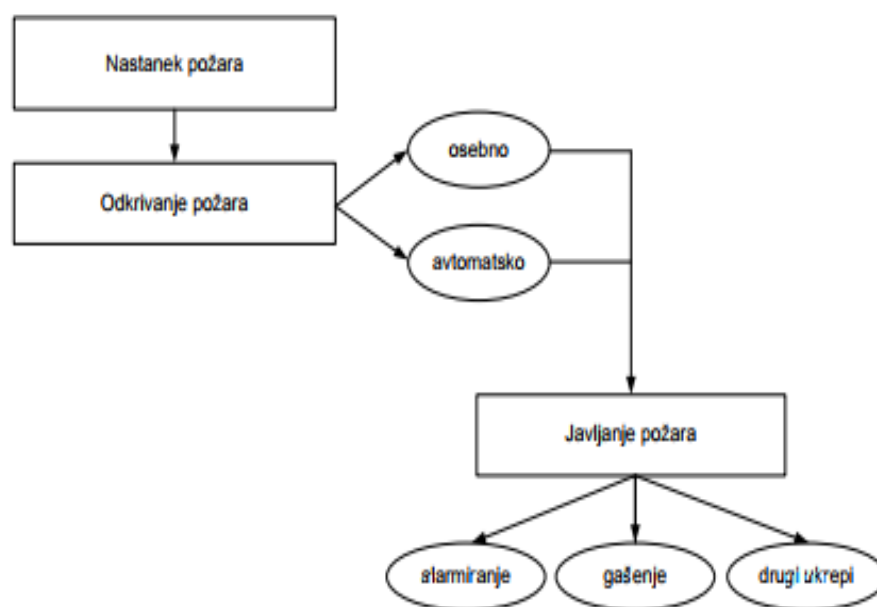 Nastanek požara
osebno
Odkrivanje požara
avtomatsko
Javljanje požara
alarmiranje
gašenje
drugi ukrepi